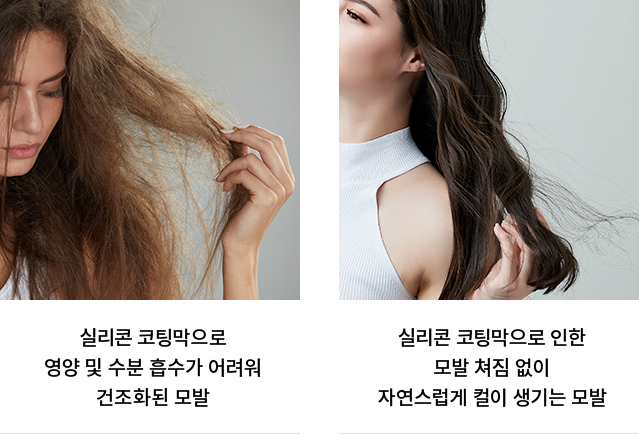 실리콘 코팅막으로
영양 및 수분 흡수가 어려워
건조화된 모발
실리콘 코팅막으로 인한
모발 쳐짐 없이
자연스럽게 컬이 생기는 모발